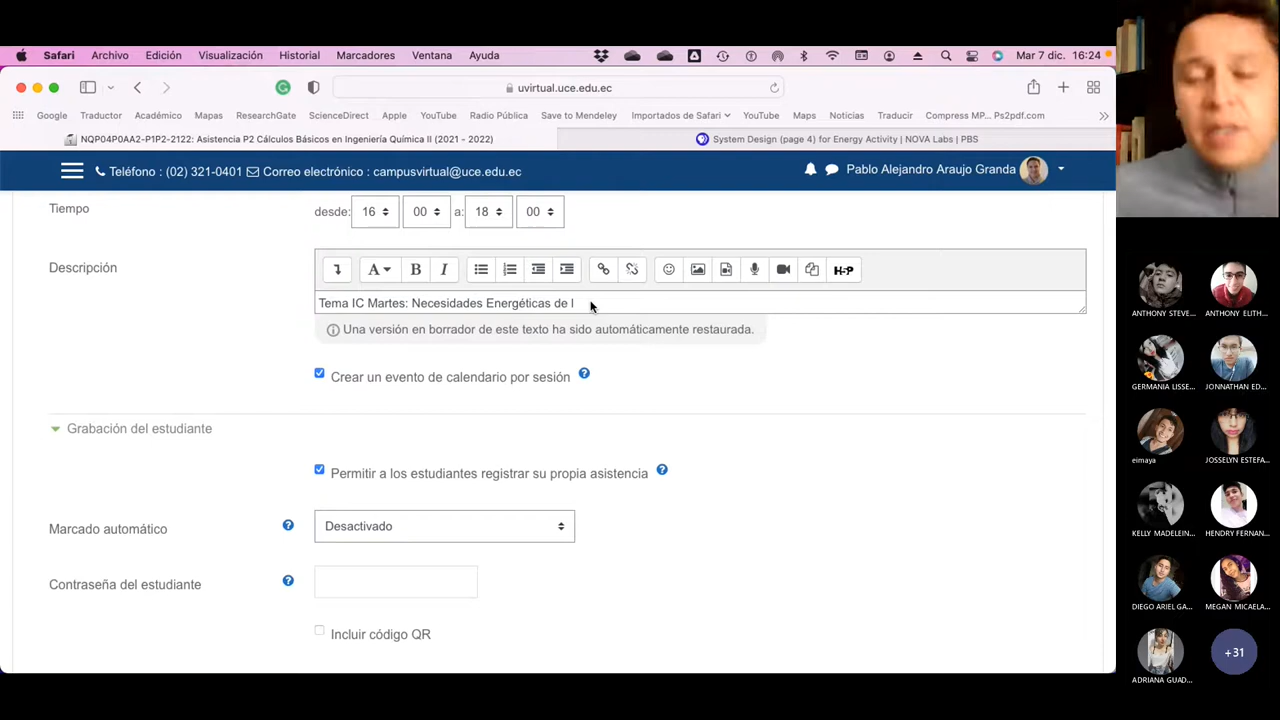 Safari Archivo Edición Visualización Historial Marcadores Ventana Ayuda Mar 7 dic. 16:24
uvirtual.uce.edu.ec
Google Traductor Académico Mapas ResearchGate ScienceDirect Apple YouTube Radio Pública Save to Mendeley Importados de Safari YouTube Maps Noticias Traducir Compress MP... Ps2pdf.com
NQP04P0AA2-P1P2-2122: Asistencia P2 Cálculos Básicos en Ingeniería Química II (2021 - 2022) System Design (page 4) for Energy Activity | NOVA Labs | PBS
Teléfono : (02) 321-0401 Correo electrónico : campusvirtual@uce.edu.ec Pablo Alejandro Araujo Granda
Tiempo desde: 16 00 a: 18 00
Descripción
A B I H-P
Tema IC Martes: Necesidades Energéticas de l
Una versión en borrador de este texto ha sido automáticamente restaurada.
Crear un evento de calendario por sesión
Grabación del estudiante
Permitir a los estudiantes registrar su propia asistencia
Marcado automático Desactivado
Contraseña del estudiante
Incluir código QR
ANTHONY STEVE... ANTHONY ELITH...
GERMANIA LISSE... JONNATHAN ED...
eimaya JOSSELYN ESTEFA...
KELLY MADELEIN... HENDRY FERNAN...
DIEGO ARIEL GA... MEGAN MICAELA...
+31
ADRIANA GUAD...